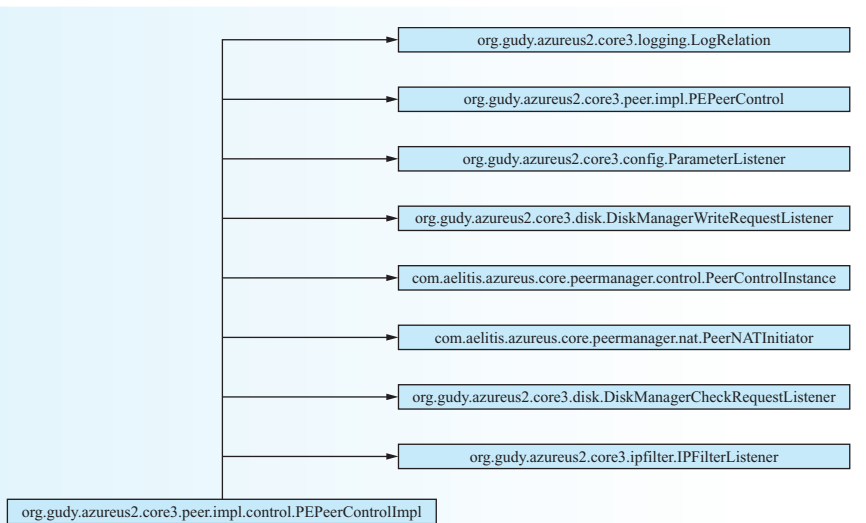 org.gudy.azureus2.core3.logging.LogRelation
org.gudy.azureus2.core3.peer.impl.PEPeerControl
org.gudy.azureus2.core3.config.ParameterListener
org.gudy.azureus2.core3.disk.DiskManagerWriteRequestListener
com.aelitis.azureus.core.peermanager.control.PeerControlInstance
com.aelitis.azureus.core.peermanager.nat.PeerNATInitiator
org.gudy.azureus2.core3.disk.DiskManagerCheckRequestListener
org.gudy.azureus2.core3.ipfilter.IPFilterListener
org.gudy.azureus2.core3.peer.impl.control.PEPeerControlImpl